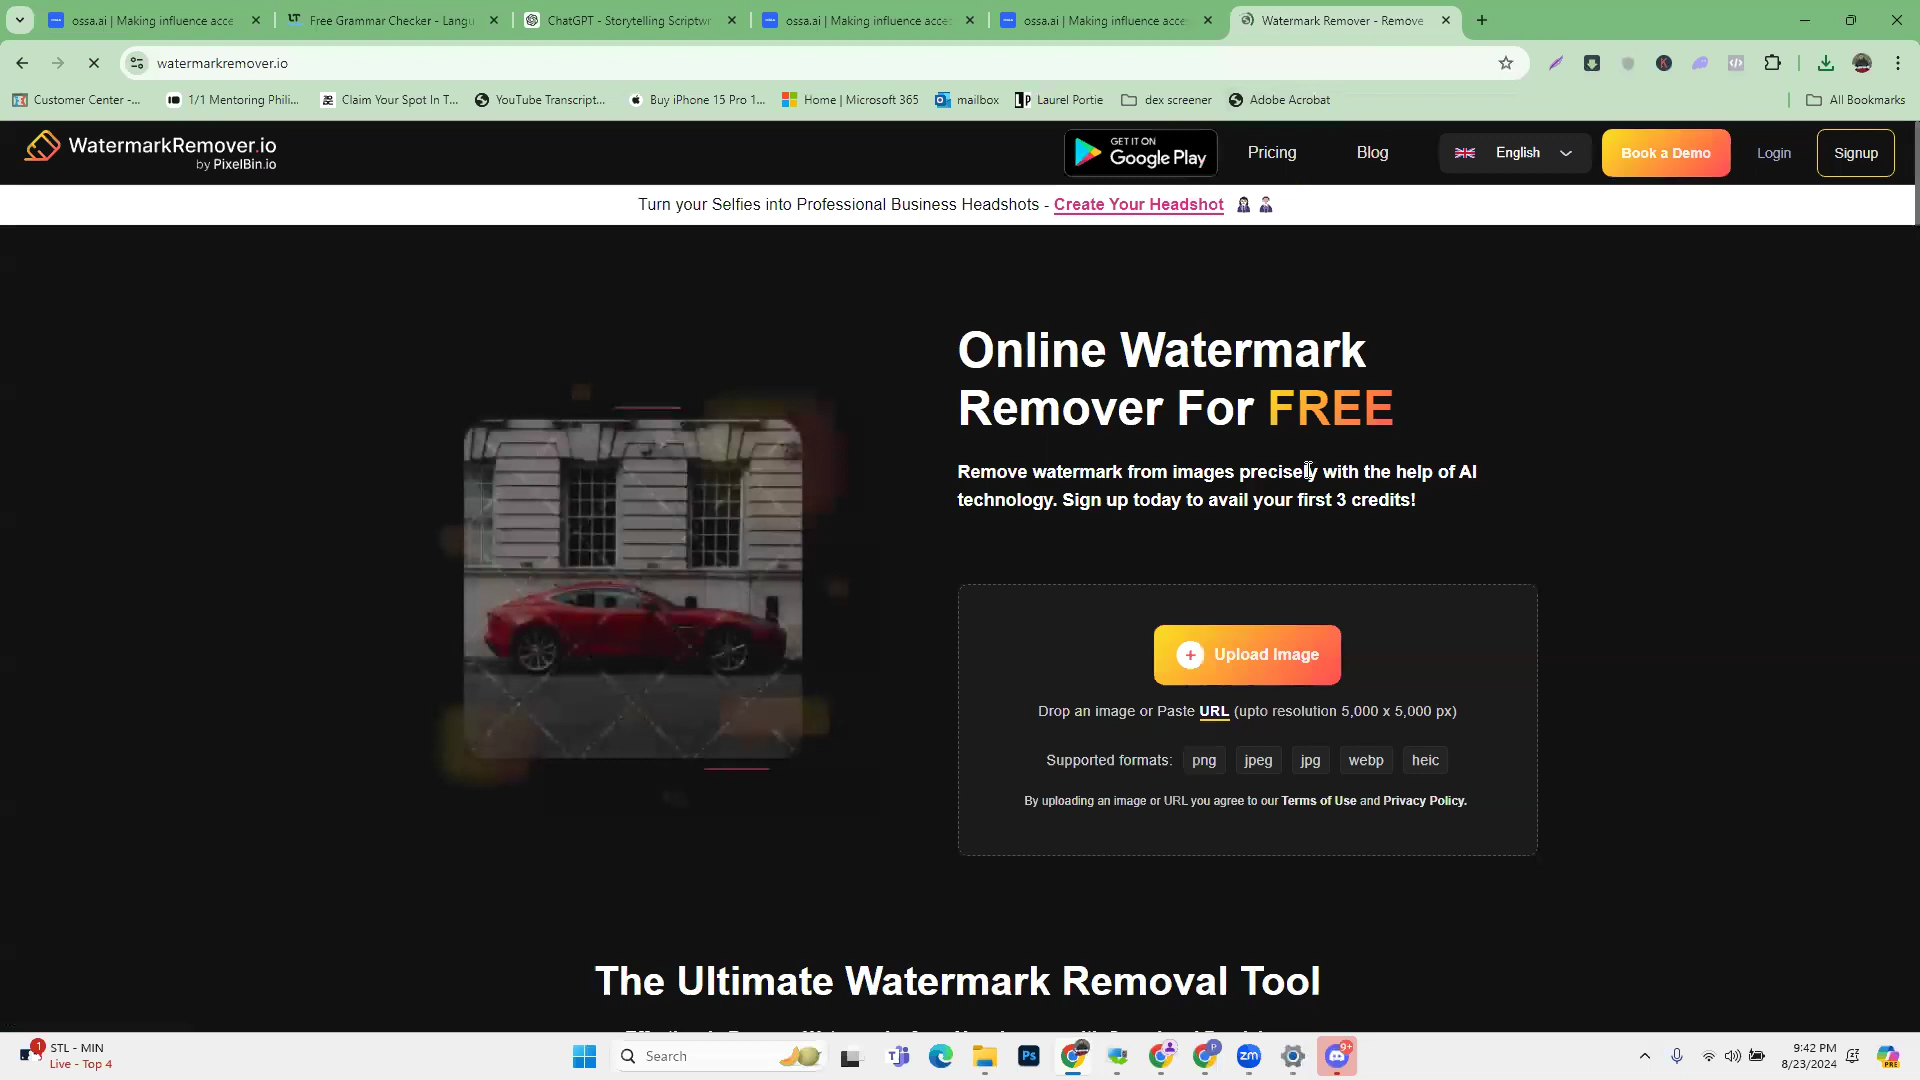 ossa.ai | Making influence acce
Free Grammar Checker - Langu
ChatGPT - Storytelling Scriptwr
ossa.ai | Making influence acce
ossa.ai | Making influence acce
Watermark Remover - Remove
watermarkremover.io
Customer Center -...
1/1 Mentoring Phili...
Claim Your Spot In T...
YouTube Transcript...
Buy iPhone 15 Pro 1...
Home | Microsoft 365
mailbox
Laurel Portie
dex screener
Adobe Acrobat
All Bookmarks
WatermarkRemover.io
by PixelBin.io
GET IT ON
Google Play
Pricing
Blog
English
Book a Demo
Login
Signup
Turn your Selfies into Professional Business Headshots - Create Your Headshot
Online Watermark
Remover For FREE
Remove watermark from images precisely with the help of AI
technology. Sign up today to avail your first 3 credits!
Upload Image
Drop an image or Paste URL (upto resolution 5,000 x 5,000 px)
Supported formats: png jpeg jpg webp heic
By uploading an image or URL you agree to our Terms of Use and Privacy Policy.
The Ultimate Watermark Removal Tool
1
STL - MIN
Live - Top 4
Search
Ps
zm
9+
9:42 PM
8/23/2024
PRE